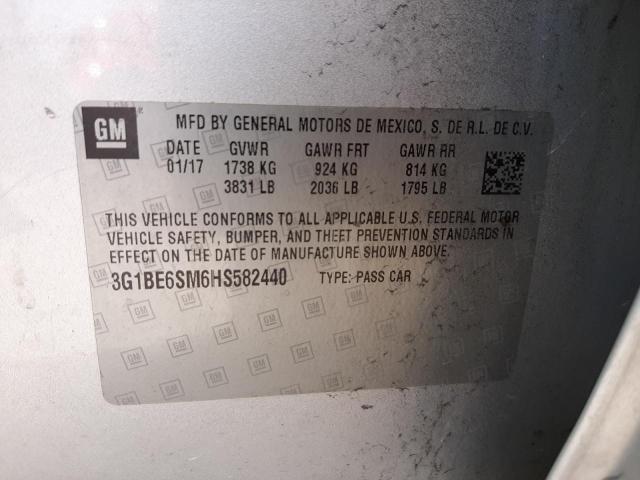 GM
MFD BY GENERAL MOTORS DE MEXICO, S. DE R.L. DE C.V.
DATE GVWR GAWR FRT GAWR RR
01/17 1738 KG 924 KG 814 KG
3831 LB 2036 LB 1795 LB
THIS VEHICLE CONFORMS TO ALL APPLICABLE U.S. FEDERAL MOTOR
VEHICLE SAFETY, BUMPER, AND THEFT PREVENTION STANDARDS IN
EFFECT ON THE DATE OF MANUFACTURE SHOWN ABOVE.
3G1BE6SM6HS582440 TYPE: PASS CAR